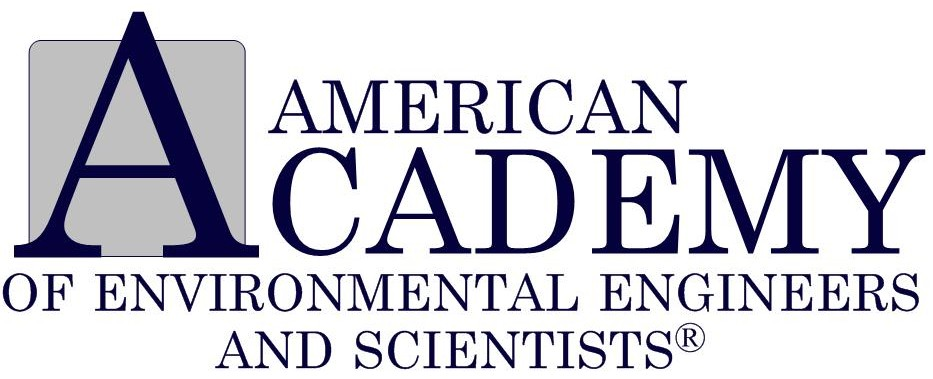 AMERICAN
ACADEMY
OF ENVIRONMENTAL ENGINEERS
AND SCIENTISTS®